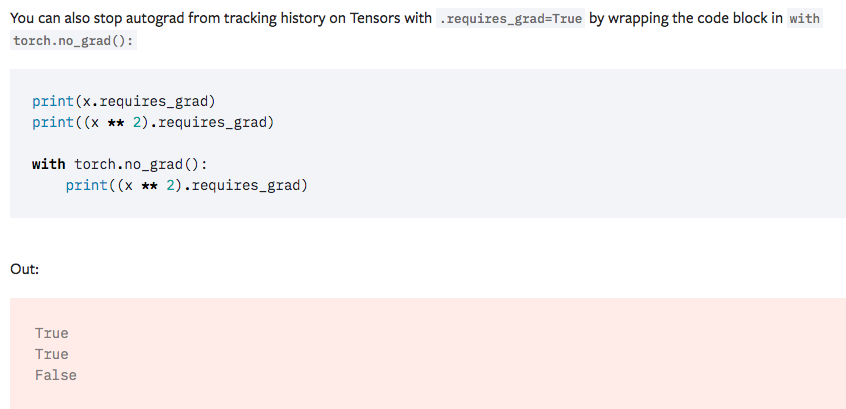 You can also stop autograd from tracking history on Tensors with .requires_grad=True by wrapping the code block in with
torch.no_grad():
print(x.requires_grad)
print((x ** 2).requires_grad)
with torch.no_grad():
    print((x ** 2).requires_grad)
Out:
True
True
False